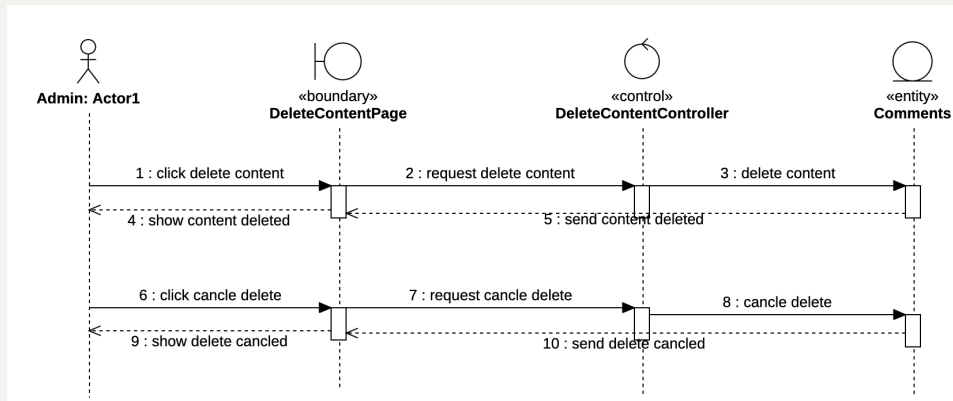 «boundary»
«control»
«entity»
Admin: Actor1
DeleteContentPage
DeleteContentController
Comments
1 : click delete content
2 : request delete content
3 : delete content
4 : show content deleted
5 : send content deleted
6 : click cancle delete
7 : request cancle delete
8 : cancle delete
9 : show delete cancled
10 : send delete cancled